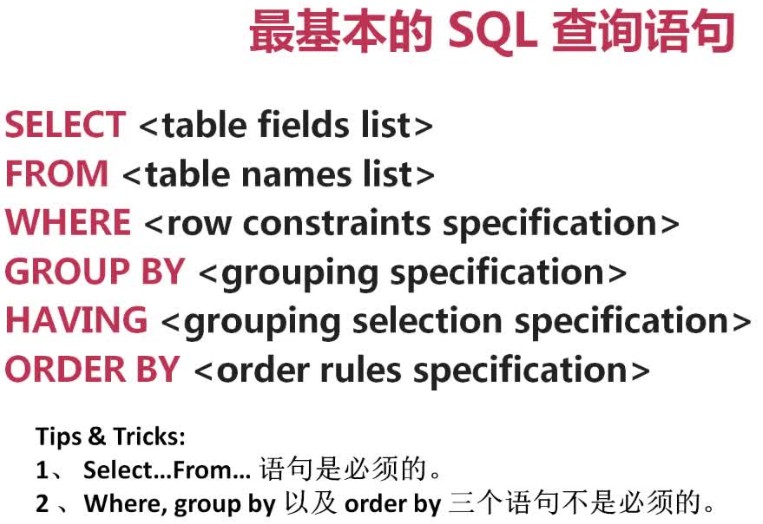 最基本的 SQL 查询语句
SELECT <table fields list>
FROM <table names list>
WHERE <row constraints specification>
GROUP BY <grouping specification>
HAVING <grouping selection specification>
ORDER BY <order rules specification>
Tips & Tricks:
1、 Select...From... 语句是必须的。
2 、Where, group by 以及 order by 三个语句不是必须的。